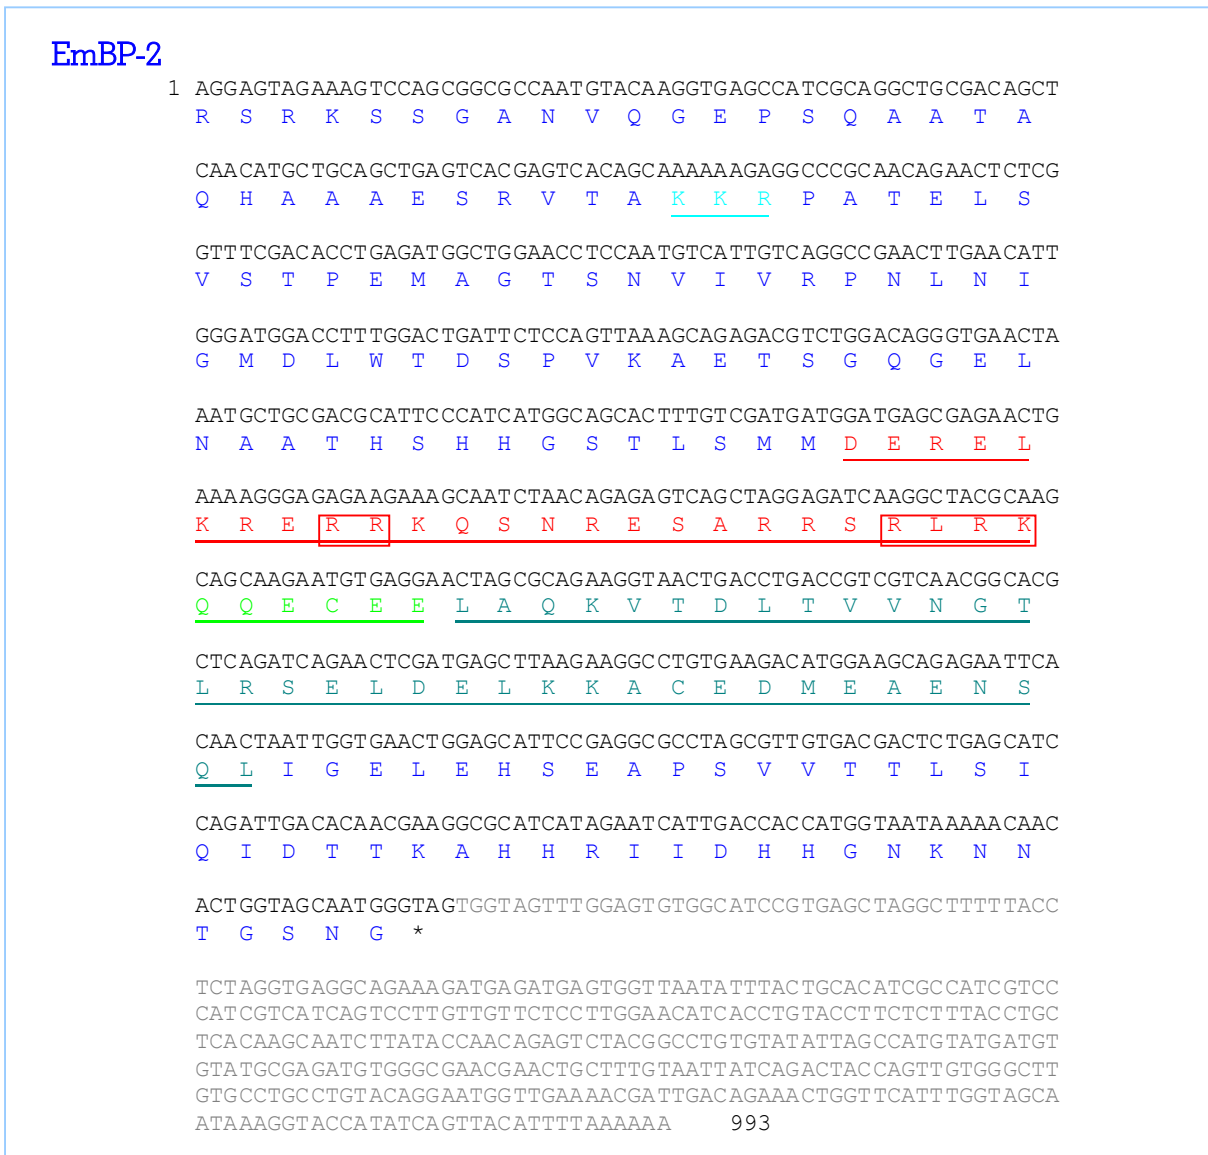 EmBP-2
1 AGGAGTAGAAAGTCCAGCGGCGCCAATGTACAAGGTGAGCCATCGCAGGCTGCGACAGCT
R S R K S S G A N V Q G E P S Q A A T A
CAACATGCTGCAGCTGAGTCACGAGTCACAGCAAAAAAGAGGCCCGCAACAGAACTCTCG
Q H A A A E S R V T A K K R P A T E L S
GTTTCGACACCTGAGATGGCTGGAACCTCCAATGTCATTGTCAGGCCGAACTTGAACATT
V S T P E M A G T S N V I V R P N L N I
GGGATGGACCTTTGGACTGATTCTCCAGTTAAAGCAGAGACGTCTGGACAGGGTGAACTA
G M D L W T D S P V K A E T S G Q G E L
AATGCTGCGACGCATTCCCATCATGGCAGCACTTTGTCGATGATGGATGAGCGAGAACTG
N A A T H S H H G S T L S M M D E R E L
AAAAGGGAGAGAAGAAAGCAATCTAACAGAGAGTCAGCTAGGAGATCAAGGCTACGCAAG
K R E R R K Q S N R E S A R R S R L R K
CAGCAAGAATGTGAGGAACTAGCGCAGAAGGTAACTGACCTGACCGTCGTCAACGGCACG
Q Q E C E E L A Q K V T D L T V V N G T
CTCAGATCAGAACTCGATGAGCTTAAGAAGGCCTGTGAAGACATGGAAGCAGAGAATTCA
L R S E L D E L K K A C E D M E A E N S
CAACTAATTGGTGAACTGGAGCATTCCGAGGCGCCTAGCGTTGTGACGACTCTGAGCATC
Q L I G E L E H S E A P S V V T T L S I
CAGATTGACACAACGAAGGCGCATCATAGAATCATTGACCACCATGGTAATAAAAACAAC
Q I D T T K A H H R I I D H H G N K N N
ACTGGTAGCAATGGGTAGTGGTAGTTTGGAGTGTGGCATCCGTGAGCTAGGCTTTTTACC
T G S N G *
TCTAGGTGAGGCAGAAAGATGAGATGAGTGGTTAATATTTACTGCACATCGCCATCGTCC
CATCGTCATCAGTCCTTGTTGTTCTCCTTGGAACATCACCTGTACCTTCTCTTTACCTGC
TCACAAGCAATCTTATACCAACAGAGTCTACGGCCTGTGTATATTAGCCATGTATGATGT
GTATGCGAGATGTGGGCGAACGAACTGCTTTGTAATTATCAGACTACCAGTTGTGGGCTT
GTGCCTGCCTGTACAGGAATGGTTGAAAACGATTGACAGAAACTGGTTCATTTGGTAGCA
ATAAAGGTACCATATCAGTTACATTTTAAAAAA 993